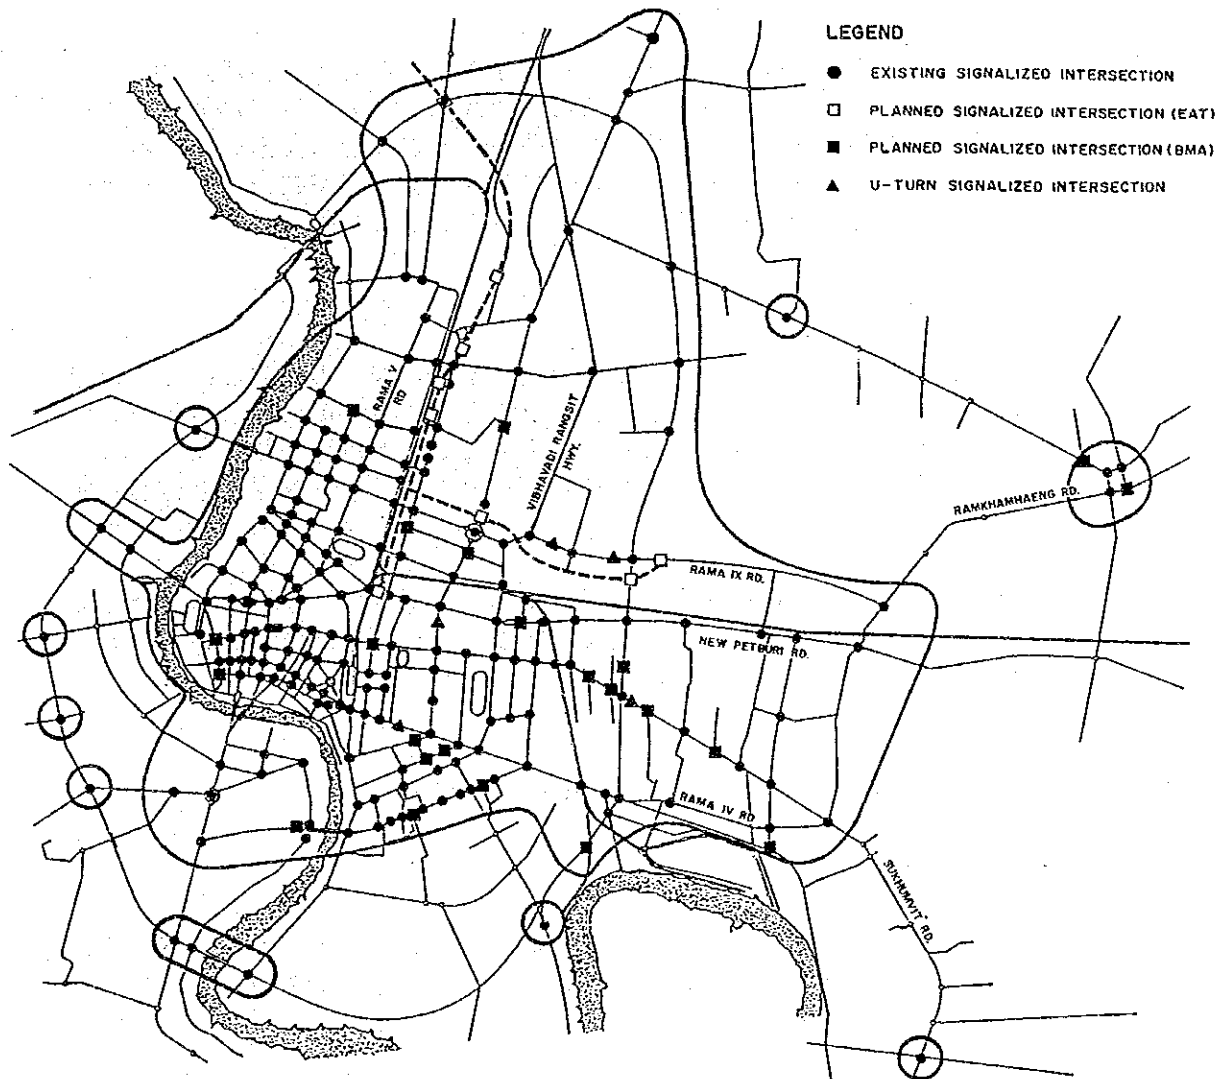 LEGEND
EXISTING SIGNALIZED INTERSECTION
PLANNED SIGNALIZED INTERSECTION (EAT)
PLANNED SIGNALIZED INTERSECTION (BMA)
U-TURN SIGNALIZED INTERSECTION
RAMA V
RD
VIBHAVADI RANGSIT
HWY.
RAMKHAMHAENG RD.
RAMA IX RD.
NEW PETBURI RD.
RAMA IV RD
SUKHUMVIT RD.